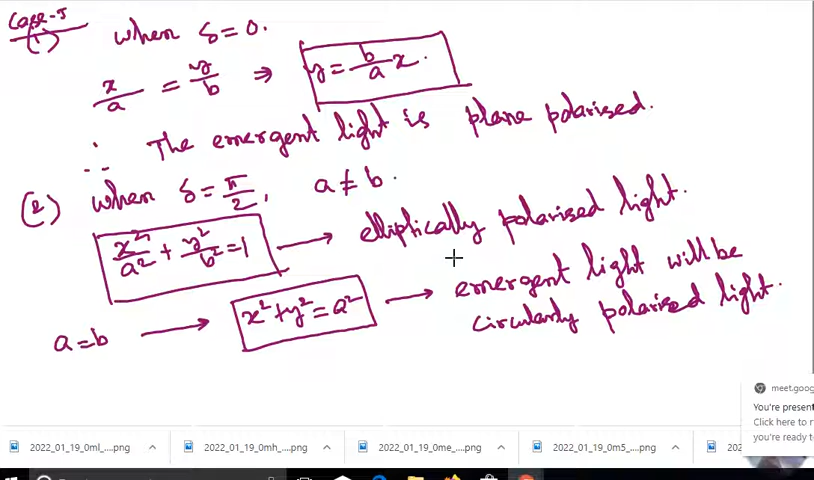 Case-I
(1) when δ = 0.
x/a = y/b ⇒ y = b/a x.
∴ The emergent light is plane polarised.
(2) when δ = π/2, a ≠ b.
x²/a² + y²/b² = 1 → elliptically polarised light.
a = b → x² + y² = a² → emergent light will be
circularly polarised light.
meet.goog
You're present
Click here to r
you're ready to
2022_01_19_0ml_....png
2022_01_19_0mh_....png
2022_01_19_0me_....png
2022_01_19_0m5_....png
202